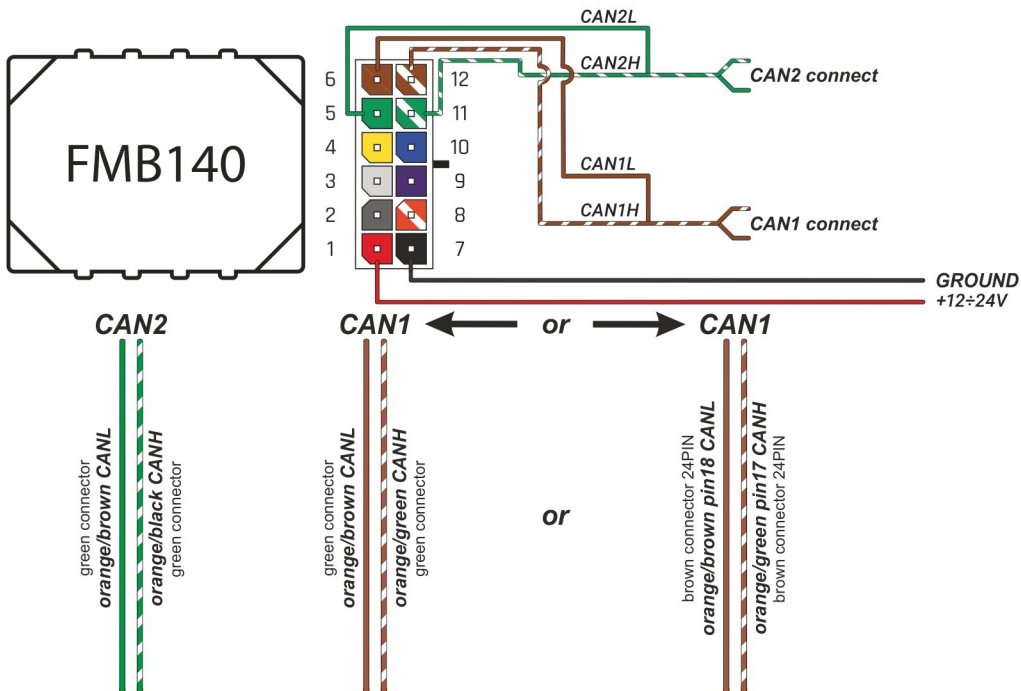 CAN2L
6
12
CAN2H
CAN2 connect
5
11
FMB140
4
10
3
9
CAN1L
2
8
CAN1H
CAN1 connect
1
7
GROUND
+12÷24V
CAN2
CAN1
or
CAN1
green connector
orange/brown CANL
orange/black CANH
green connector
green connector
orange/brown CANL
orange/green CANH
green connector
or
brown connector 24PIN
orange/brown pin18 CANL
orange/green pin17 CANH
brown connector 24PIN